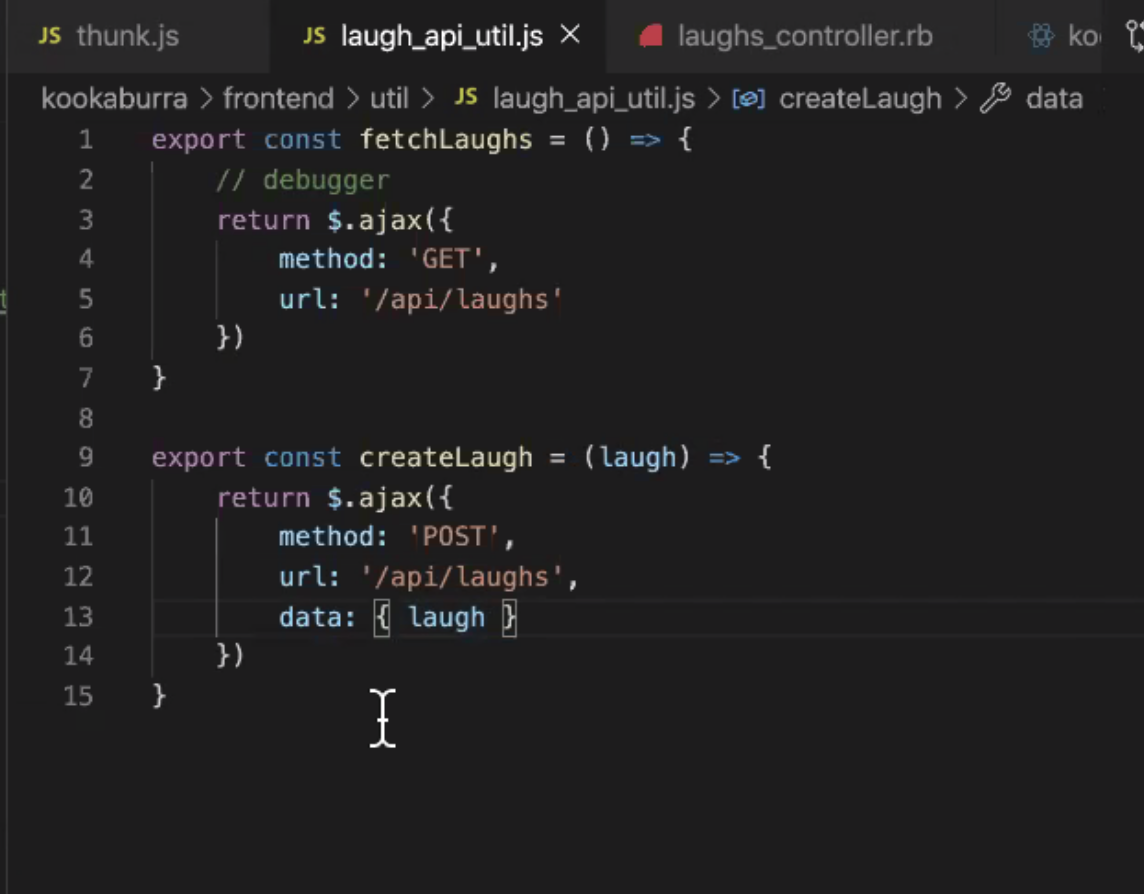 JS thunk.js JS laugh_api_util.js laughs_controller.rb
kookaburra > frontend > util > JS laugh_api_util.js > createLaugh > data
1 export const fetchLaughs = () => {
2 // debugger
3 return $.ajax({
4 method: 'GET',
5 url: '/api/laughs'
6 })
7 }
8
9 export const createLaugh = (laugh) => {
10 return $.ajax({
11 method: 'POST',
12 url: '/api/laughs',
13 data: { laugh }
14 })
15 }